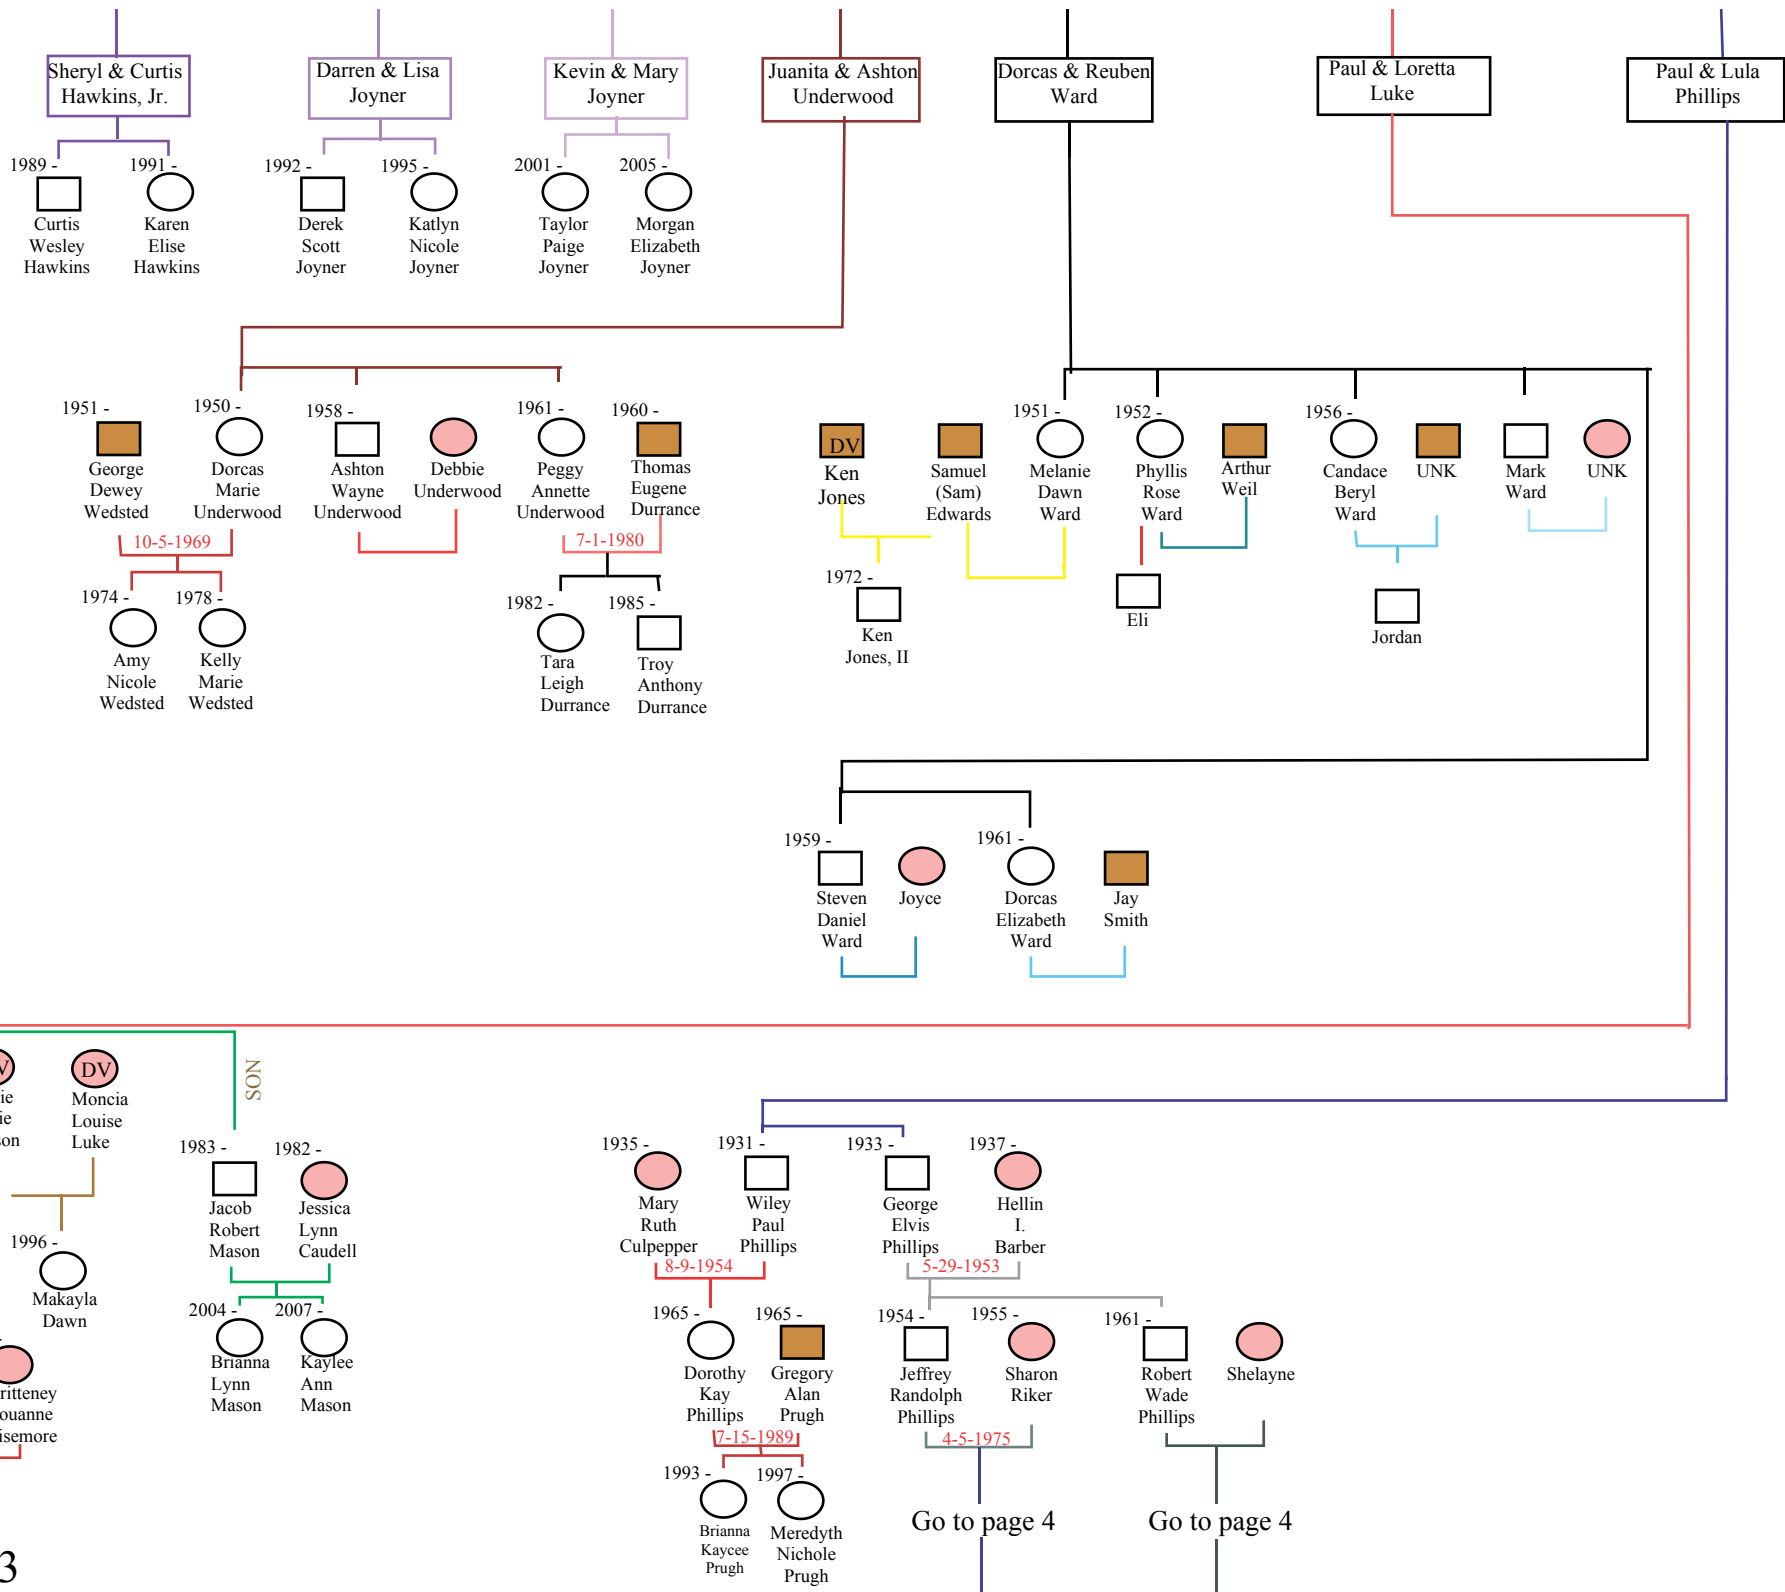 Sheryl & Curtis
Hawkins, Jr.
Darren & Lisa
Joyner
Kevin & Mary
Joyner
Juanita & Ashton
Underwood
Dorcas & Reuben
Ward
Paul & Loretta
Luke
Paul & Lula
Phillips
1989 -
Curtis
Wesley
Hawkins
1991 -
Karen
Elise
Hawkins
1992 -
Derek
Scott
Joyner
1995 -
Katlyn
Nicole
Joyner
2001 -
Taylor
Paige
Joyner
2005 -
Morgan
Elizabeth
Joyner
1951 -
George
Dewey
Wedsted
1950 -
Dorcas
Marie
Underwood
1958 -
Ashton
Wayne
Underwood
Debbie
Underwood
1961 -
Peggy
Annette
Underwood
1960 -
Thomas
Eugene
Durrance
DV
Ken
Jones
Samuel
(Sam)
Edwards
1951 -
Melanie
Dawn
Ward
1952 -
Phyllis
Rose
Ward
Arthur
Weil
1956 -
Candace
Beryl
Ward
UNK
Mark
Ward
UNK
10-5-1969
7-1-1980
1974 -
Amy
Nicole
Wedsted
1978 -
Kelly
Marie
Wedsted
1982 -
Tara
Leigh
Durrance
1985 -
Troy
Anthony
Durrance
1972 -
Ken
Jones, II
Eli
Jordan
1959 -
Steven
Daniel
Ward
Joyce
1961 -
Dorcas
Elizabeth
Ward
Jay
Smith
V
ie
ie
son
DV
Moncia
Louise
Luke
SON
1983 -
Jacob
Robert
Mason
1982 -
Jessica
Lynn
Caudell
1935 -
Mary
Ruth
Culpepper
1931 -
Wiley
Paul
Phillips
1933 -
George
Elvis
Phillips
1937 -
Hellin
I.
Barber
8-9-1954
5-29-1953
1996 -
Makayla
Dawn
2004 -
Brianna
Lynn
Mason
2007 -
Kaylee
Ann
Mason
1965 -
Dorothy
Kay
Phillips
1965 -
Gregory
Alan
Prugh
1954 -
Jeffrey
Randolph
Phillips
1955 -
Sharon
Riker
1961 -
Robert
Wade
Phillips
Shelayne
ritteney
ouanne
isemore
7-15-1989
4-5-1975
1993 -
Brianna
Kaycee
Prugh
1997 -
Meredyth
Nichole
Prugh
Go to page 4
Go to page 4
3